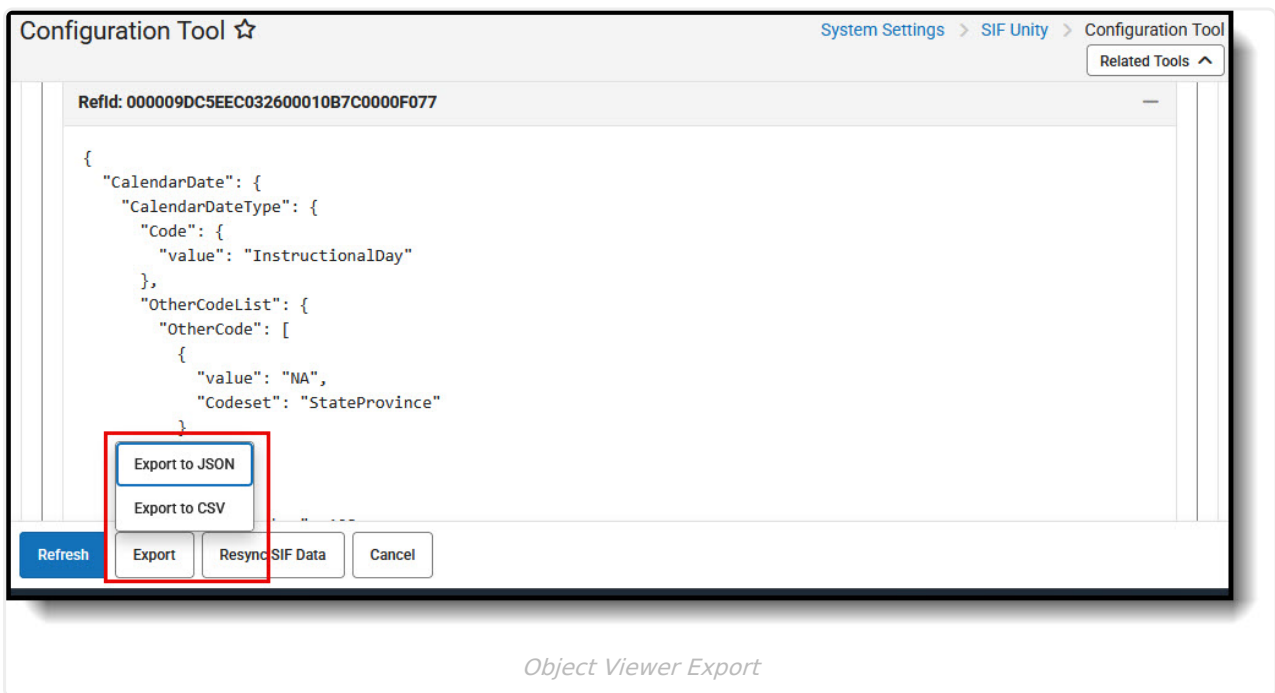 Configuration Tool
System Settings > SIF Unity > Configuration Tool
Related Tools
RefId: 000009DC5EEC032600010B7C0000F077
{
"CalendarDate": {
"CalendarDateType": {
"Code": {
"value": "InstructionalDay"
},
"OtherCodeList": {
"OtherCode": [
{
"value": "NA",
"Codeset": "StateProvince"
}
Export to JSON
Export to CSV
Refresh Export Resync SIF Data Cancel
Object Viewer Export